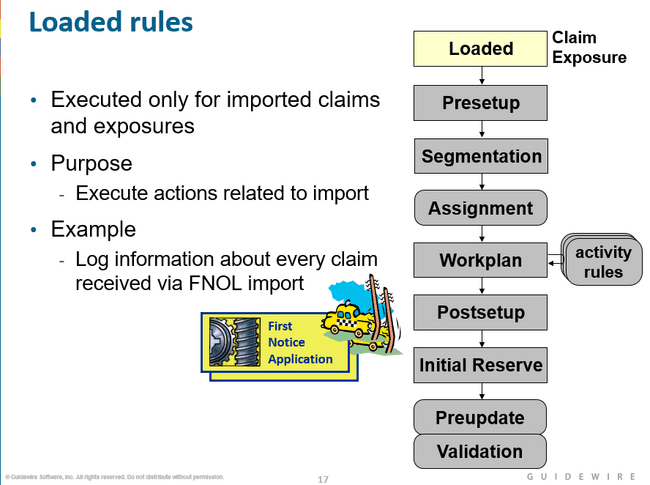 Loaded rules
• Executed only for imported claims
and exposures
• Purpose
- Execute actions related to import
• Example
- Log information about every claim
received via FNOL import
First
Notice
Application
Loaded
Claim
Exposure
Presetup
Segmentation
Assignment
Workplan
activity
rules
Postsetup
Initial Reserve
Preupdate
Validation
© Guidewire Software, Inc. All rights reserved. Do not distribute without permission.
17
GUIDEWIRE